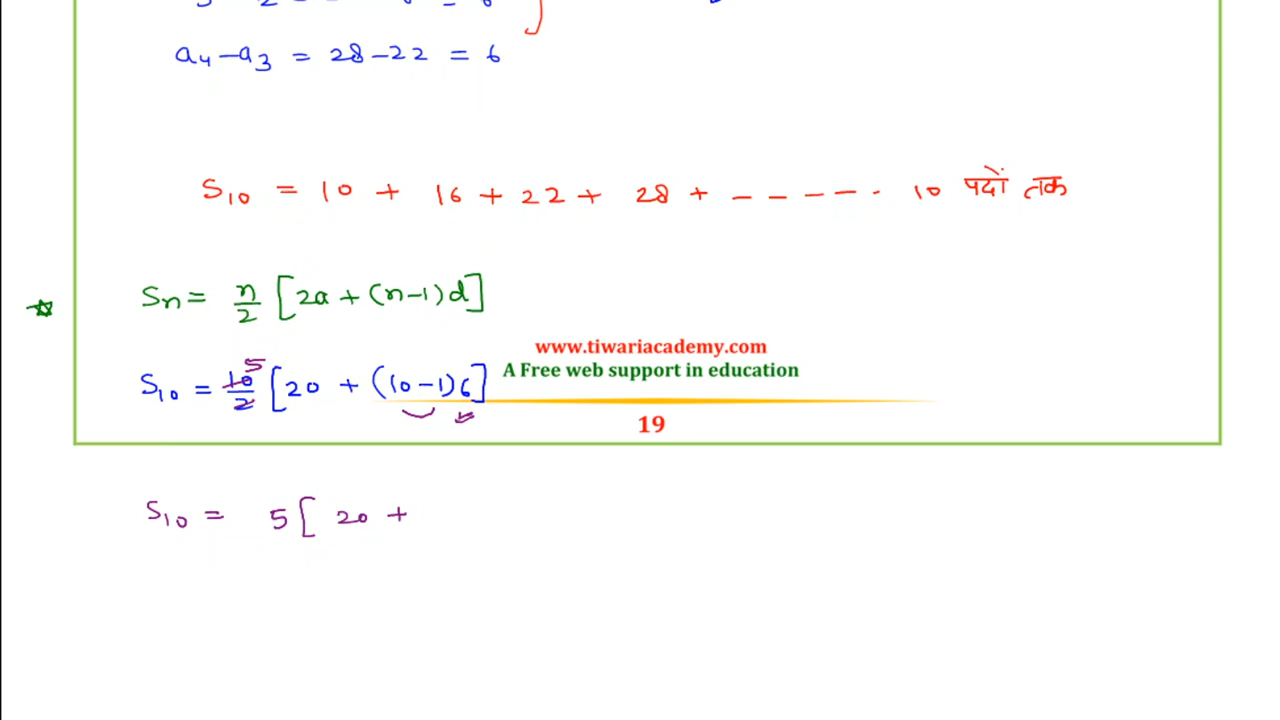 a₄-a₃ = 28-22 = 6
S₁₀ = 10 + 16 + 22 + 28 + ----- 10 पदों तक
Sn = n/2 [2a + (n-1)d]
www.tiwariacademy.com
A Free web support in education
S₁₀ = 10/2 5 [20 + (10-1)6]
19
S₁₀ = 5[ 20 +